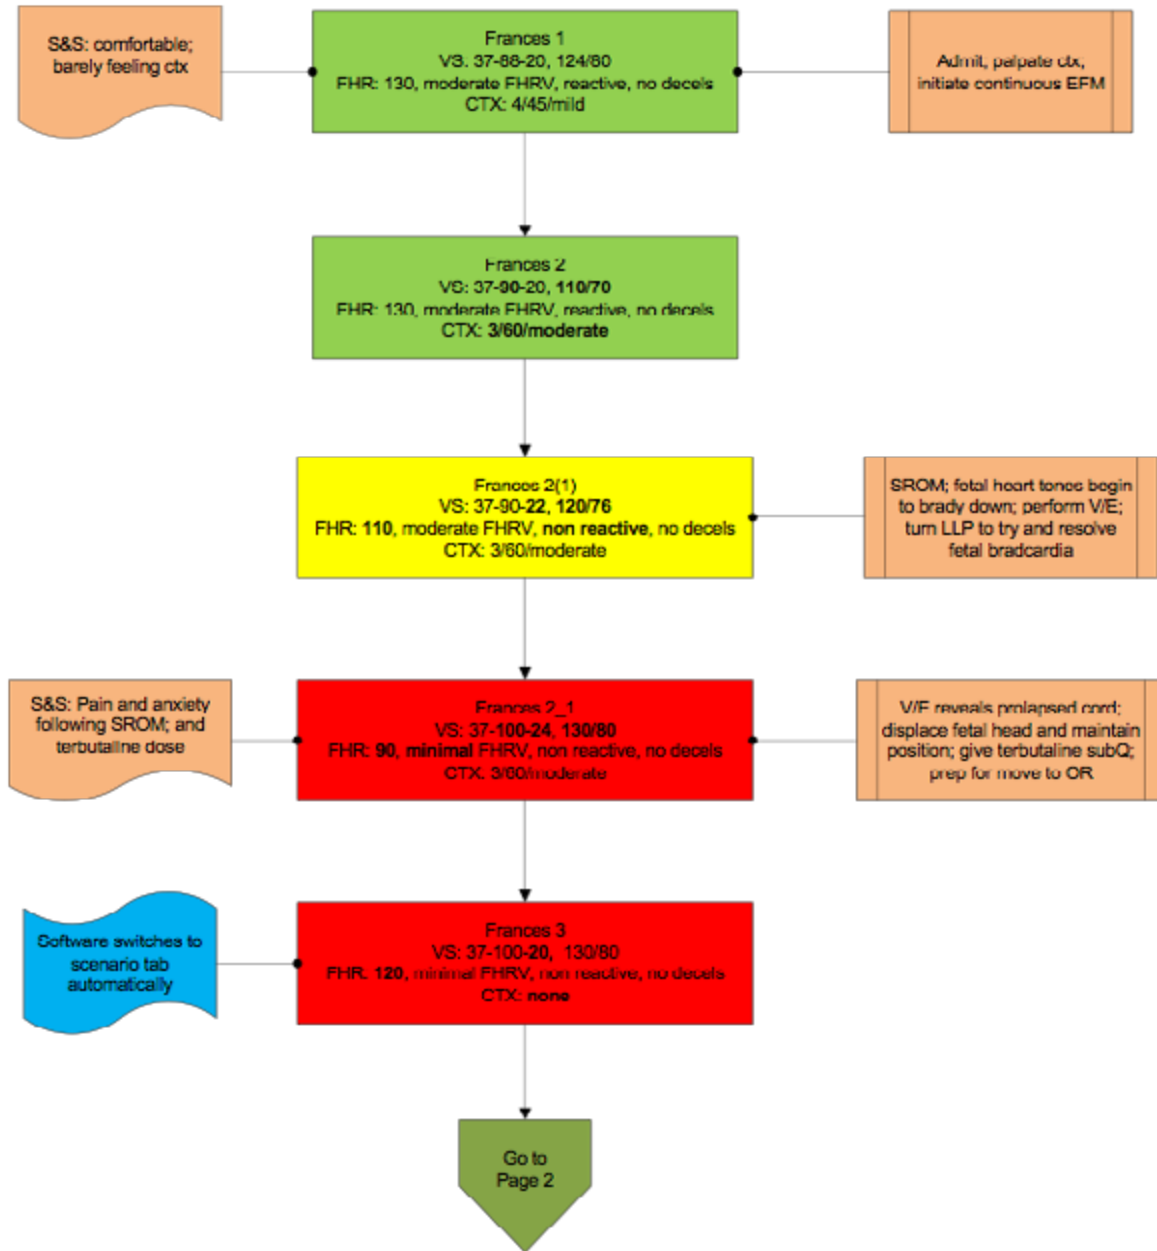 S&S: comfortable;
barely feeling ctx
Frances 1
VS: 37-88-20, 124/80
FHR: 130, moderate FHRV, reactive, no decels
CTX: 4/45/mild
Admit, palpate ctx,
initiate continuous EFM
Frances 2
VS: 37-90-20, 110/70
FHR: 130, moderate FHRV, reactive, no decels
CTX: 3/60/moderate
Frances 2(1)
VS: 37-90-22, 120/76
FHR: 110, moderate FHRV, non reactive, no decels
CTX: 3/60/moderate
SROM; fetal heart tones begin
to brady down; perform V/E;
turn LLP to try and resolve
fetal bradcardia
S&S: Pain and anxiety
following SROM; and
terbutaline dose
Frances 2_1
VS: 37-100-24, 130/80
FHR: 90, minimal FHRV, non reactive, no decels
CTX: 3/60/moderate
V/E reveals prolapsed cord;
displace fetal head and maintain
position; give terbutaline subQ;
prep for move to OR
Software switches to
scenario tab
automatically
Frances 3
VS: 37-100-20, 130/80
FHR: 120, minimal FHRV, non reactive, no decels
CTX: none
Go to
Page 2